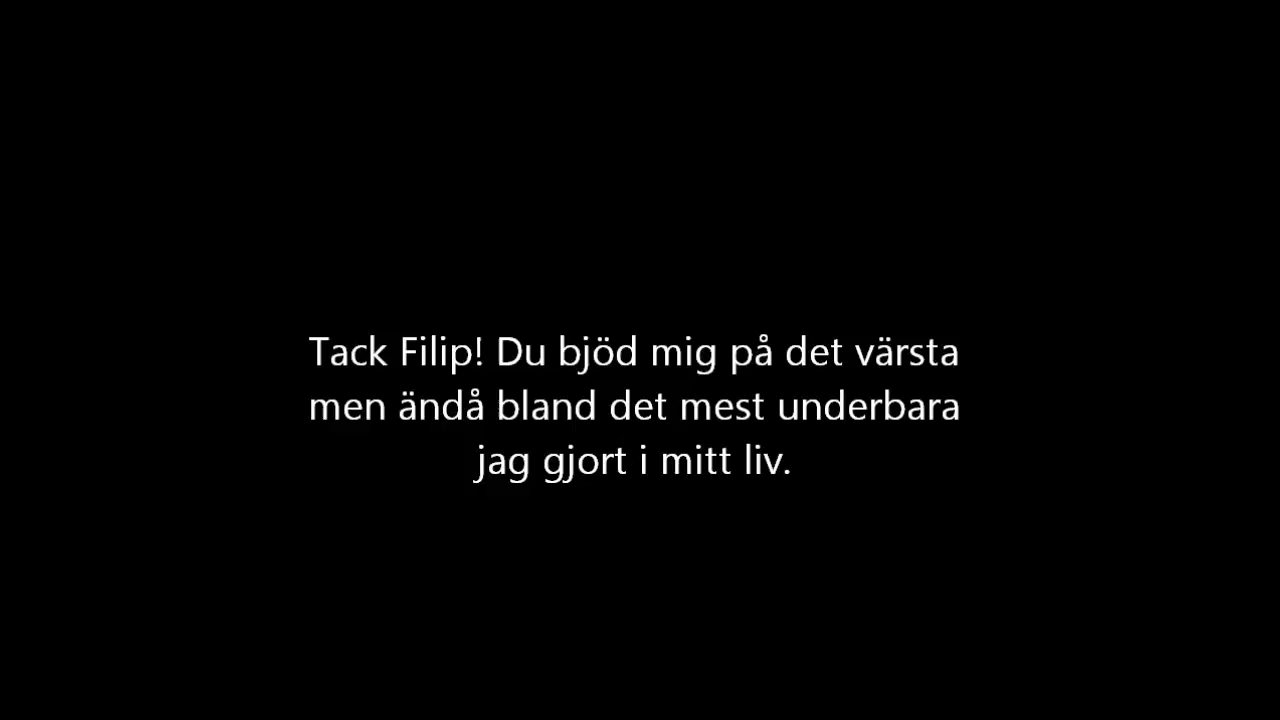 Tack Filip! Du bjöd mig på det värsta
men ändå bland det mest underbara
jag gjort i mitt liv.